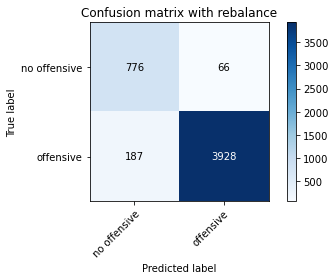 Confusion matrix with rebalance
True label
no offensive
offensive
776
66
187
3928
3500
3000
2500
2000
1500
1000
500
no offensive
offensive
Predicted label